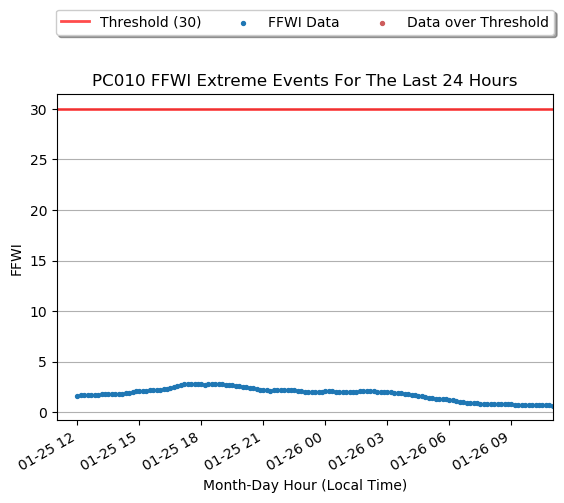 Threshold (30) FFWI Data Data over Threshold
PC010 FFWI Extreme Events For The Last 24 Hours
30
25
20
15
10
5
0
FFWI
01-25 12 01-25 15 01-25 18 01-25 21 01-26 00 01-26 03 01-26 06 01-26 09
Month-Day Hour (Local Time)